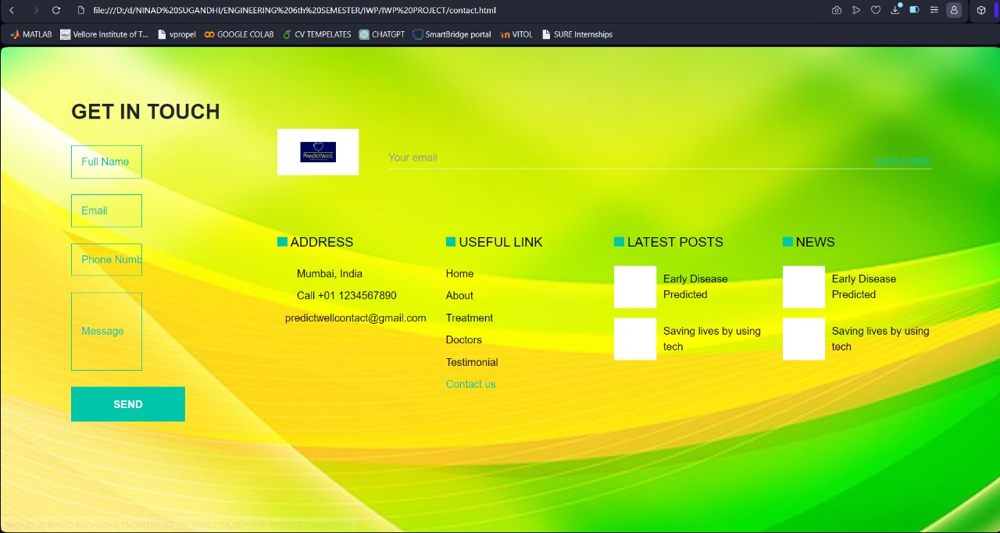 file:///D:/d/NINAD%20SUGANDHI/ENGINEERING%206th%20SEMESTER/IWP/IWP%20PROJECT/contact.html
MATLAB Vellore Institute of T... vpropel GOOGLE COLAB CV TEMPELATES CHATGPT SmartBridge portal VITOL SURE Internships
GET IN TOUCH
Full Name
Email
Phone Numb
Message
SEND
PredictWell
Your email
SUBSCRIBE
ADDRESS
Mumbai, India
Call +01 1234567890
predictwellcontact@gmail.com
USEFUL LINK
Home
About
Treatment
Doctors
Testimonial
Contact us
LATEST POSTS
Early Disease
Predicted
Saving lives by using
tech
NEWS
Early Disease
Predicted
Saving lives by using
tech
file:///D:/d/NINAD SUGANDHI/ENGINEERING 6th SEMESTER/IWP/IWP PROJECT/contact.html